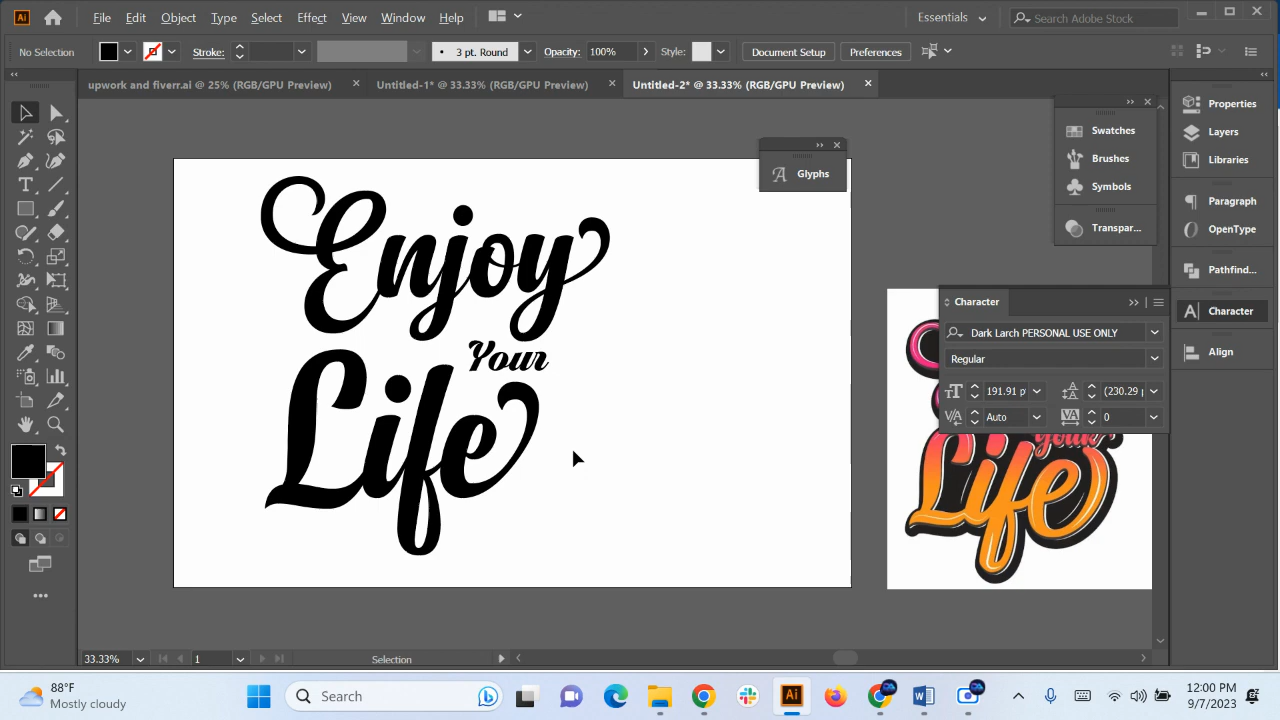 Ai File Edit Object Type Select Effect View Window Help Essentials Search Adobe Stock
No Selection Stroke: 3 pt. Round Opacity: 100% Style: Document Setup Preferences
upwork and fiverr.ai @ 25% (RGB/GPU Preview) Untitled-1* @ 33.33% (RGB/GPU Preview) Untitled-2* @ 33.33% (RGB/GPU Preview)
Swatches
Brushes
Symbols
Transpar...
Properties
Layers
Libraries
Paragraph
OpenType
Pathfind...
Character
Align
Glyphs
Enjoy
Your
Life
Character
Dark Larch PERSONAL USE ONLY
Regular
191.91 p
(230.29
Auto
0
Your
Life
33.33% 1 Selection
88°F
Mostly cloudy
Search
Ai
12:00 PM
9/7/2023